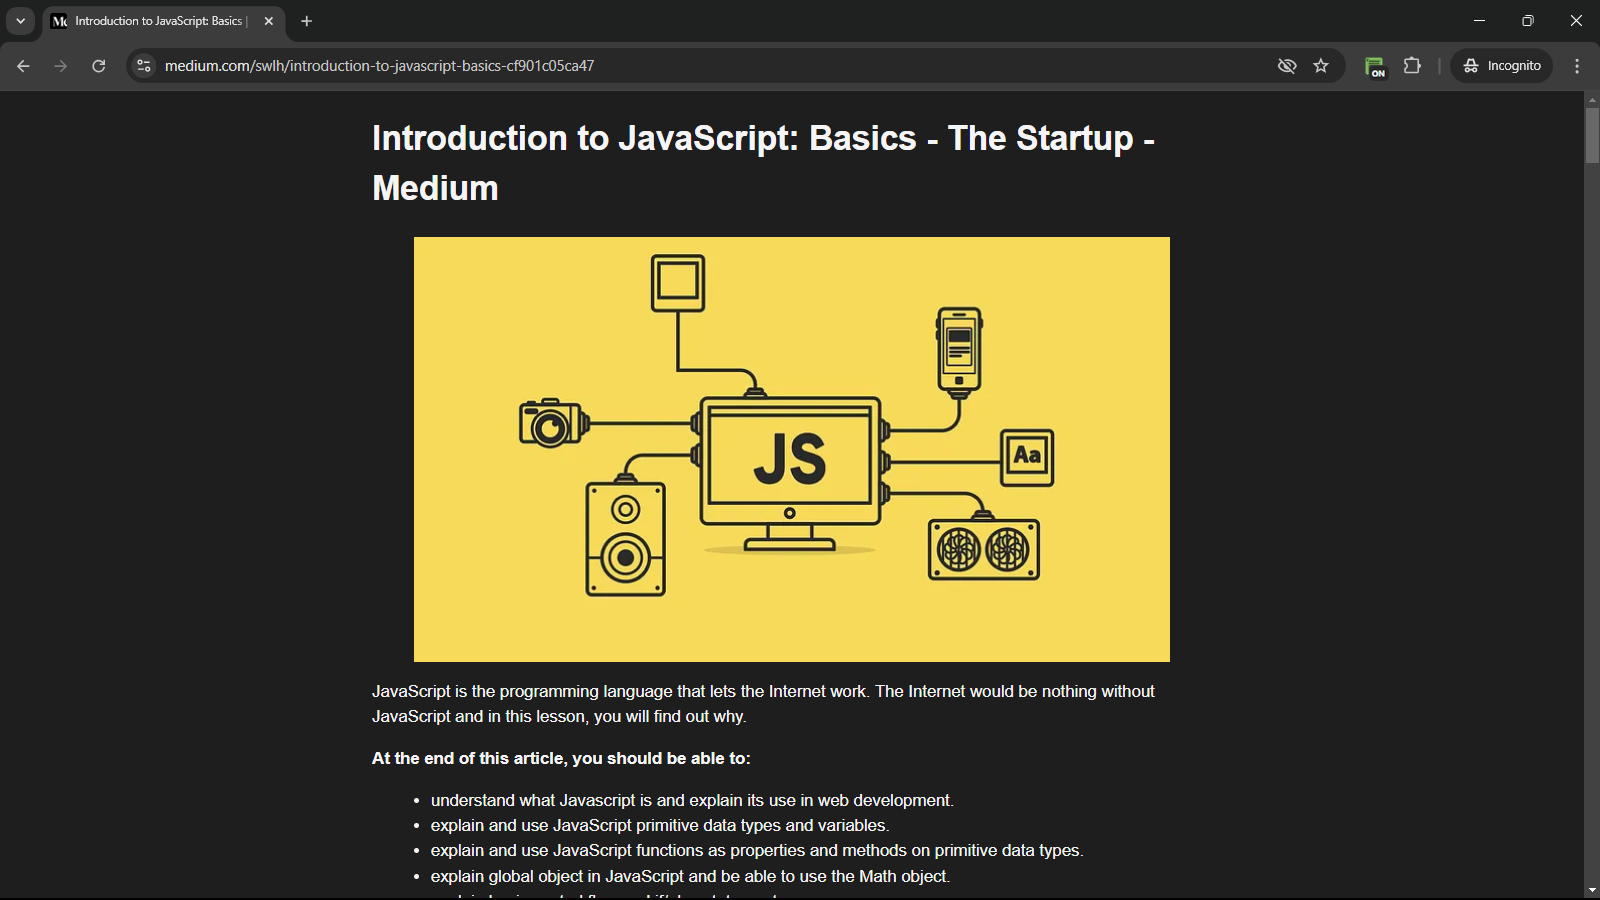 Introduction to JavaScript: Basics |
medium.com/swlh/introduction-to-javascript-basics-cf901c05ca47
ON
Incognito
Introduction to JavaScript: Basics - The Startup -
Medium
JS
Aa
JavaScript is the programming language that lets the Internet work. The Internet would be nothing without
JavaScript and in this lesson, you will find out why.
At the end of this article, you should be able to:
• understand what Javascript is and explain its use in web development.
• explain and use JavaScript primitive data types and variables.
• explain and use JavaScript functions as properties and methods on primitive data types.
• explain global object in JavaScript and be able to use the Math object.